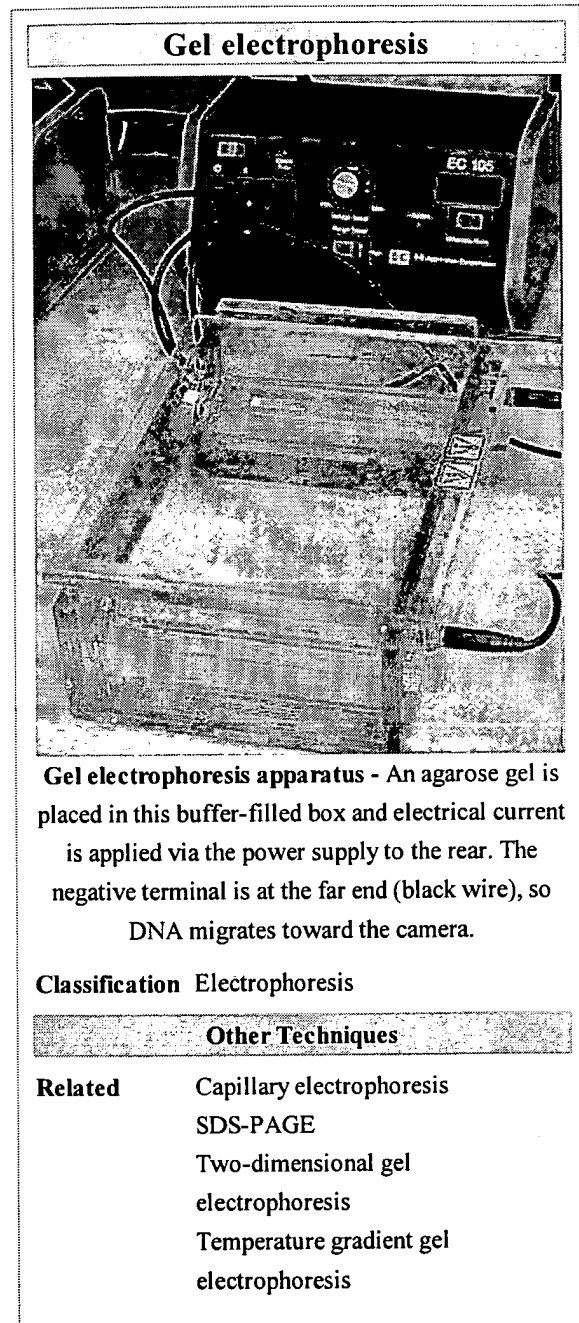 Gel electrophoresis
EC 105
Gel electrophoresis apparatus - An agarose gel is
placed in this buffer-filled box and electrical current
is applied via the power supply to the rear. The
negative terminal is at the far end (black wire), so
DNA migrates toward the camera.
Classification Electrophoresis
Other Techniques
Related Capillary electrophoresis
SDS-PAGE
Two-dimensional gel
electrophoresis
Temperature gradient gel
electrophoresis